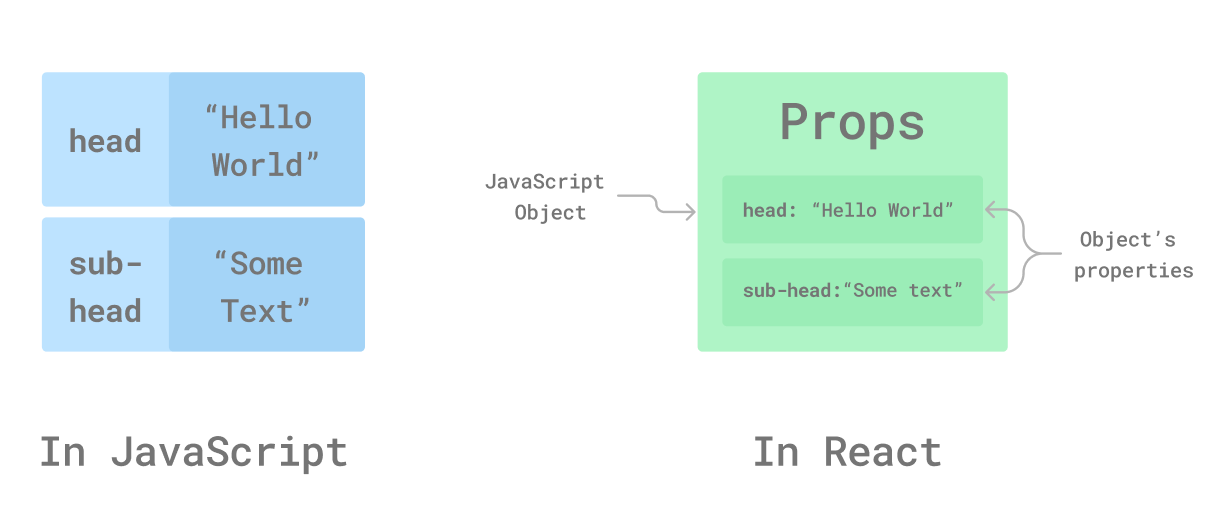 head
“Hello
World”
sub-
head
“Some
Text”
In JavaScript
JavaScript
Object
Props
head: “Hello World”
sub-head:“Some text”
Object’s
properties
In React